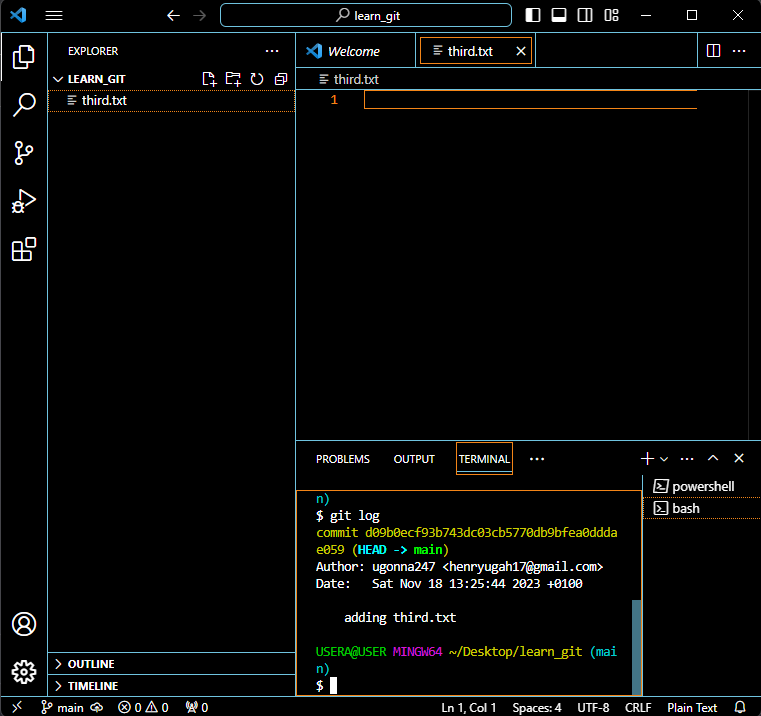 learn_git
EXPLORER
LEARN_GIT
third.txt
Welcome
third.txt
third.txt
1
PROBLEMS OUTPUT TERMINAL
powershell
bash
n)
$ git log
commit d09b0ecf93b743dc03cb5770db9bfea0ddda
e059 (HEAD -> main)
Author: ugonna247 <henryugah17@gmail.com>
Date:   Sat Nov 18 13:25:44 2023 +0100
adding third.txt
USERA@USER MINGW64 ~/Desktop/learn_git (mai
n)
$
OUTLINE
TIMELINE
main 0 0 0 Ln 1, Col 1 Spaces: 4 UTF-8 CRLF Plain Text